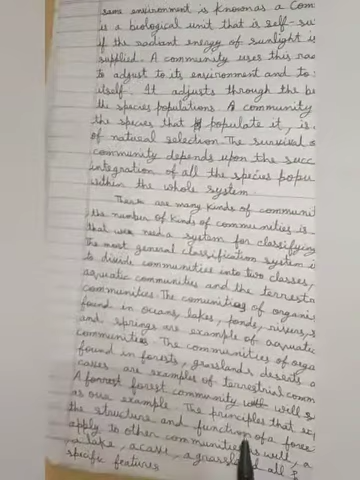 same environment is known as a Com
is a biological unit that is self-su
if the radiant energy of sunlight is
supplied. A community uses this rad
to adjust to its environment and to
itself. It adjusts through the be
the species populations. A community
the species that populate it, is
of natural selection. The survival
community depends upon the succ
integration of all the species popu
within the whole system.
There are many kinds of communi
the number of kinds of communities is
that we need a system for classifying
The most general classification system
to divide communities into two classes,
aquatic communities and the terrestr
communities. The communities of organi
found in oceans, lakes, ponds, rivers, s
and springs are example of aquatic
communities. The communities of orga
found in forests, grasslands deserts
caves are examples of terrestrial comm
A forest community will
as our example. The principles that
the structure and function of a fore
apply to other communities as well, a
a lake, a cave, a grassland all
specific features